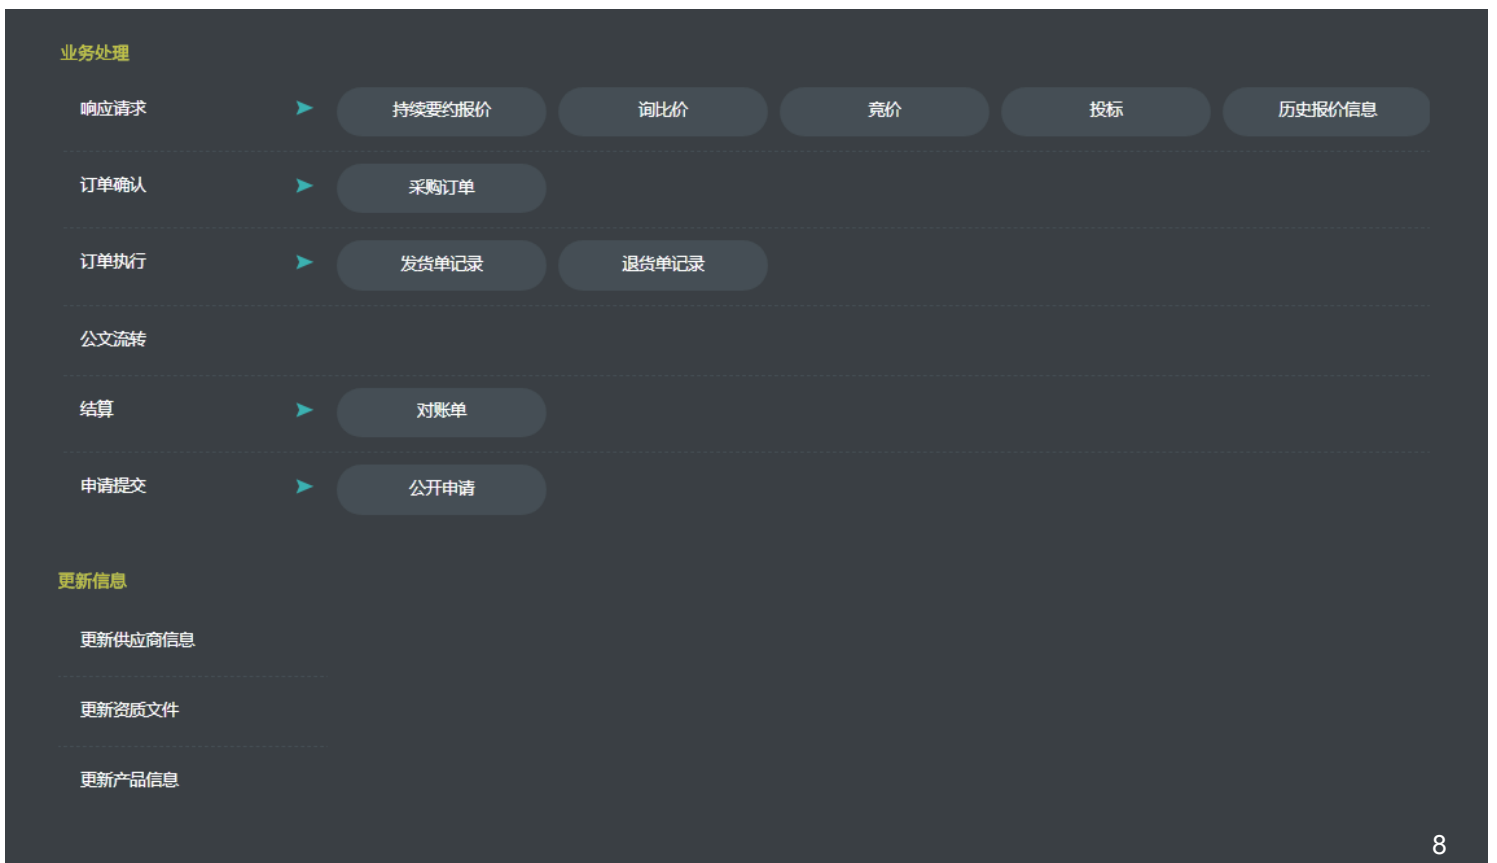 业务处理
响应请求 持续要约报价 询比价 竞价 投标 历史报价信息
订单确认 采购订单
订单执行 发货单记录 退货单记录
公文流转
结算 对账单
申请提交 公开申请
更新信息
更新供应商信息
更新资质文件
更新产品信息
8